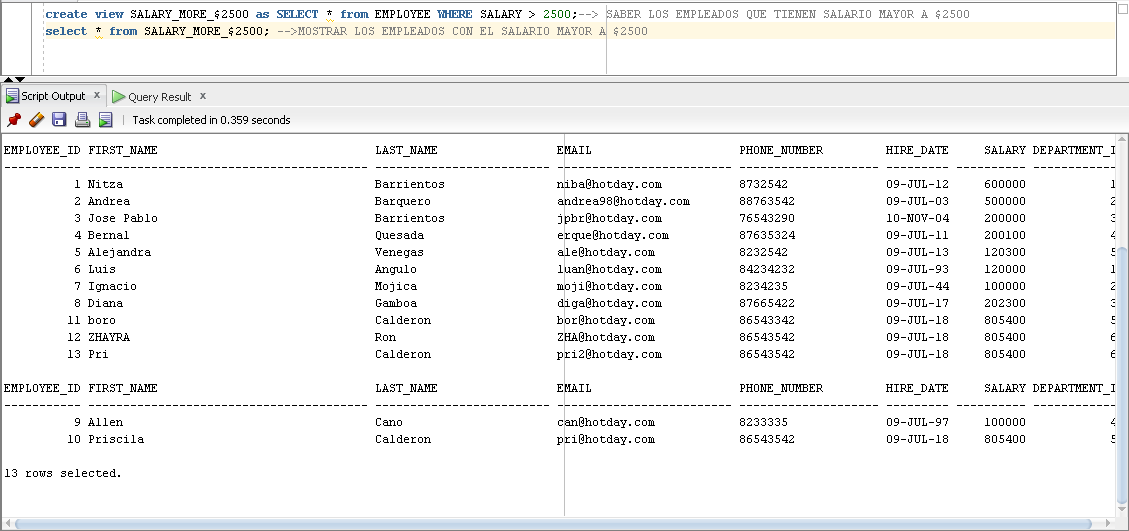 create view SALARY_MORE_$2500 as SELECT * from EMPLOYEE WHERE SALARY > 2500;--> SABER LOS EMPLEADOS QUE TIENEN SALARIO MAYOR A $2500
select * from SALARY_MORE_$2500; -->MOSTRAR LOS EMPLEADOS CON EL SALARIO MAYOR A $2500
Script Output x Query Result x
Task completed in 0.359 seconds
EMPLOYEE_ID FIRST_NAME LAST_NAME EMAIL PHONE_NUMBER HIRE_DATE SALARY DEPARTMENT_I
1 Nitza Barrientos niba@hotday.com 8732542 09-JUL-12 600000 1
2 Andrea Barquero andrea98@hotday.com 88763542 09-JUL-03 500000 2
3 Jose Pablo Barrientos jpbr@hotday.com 76543290 10-NOV-04 200000 3
4 Bernal Quesada erque@hotday.com 87635324 09-JUL-11 200100 4
5 Alejandra Venegas ale@hotday.com 8232542 09-JUL-13 120300 5
6 Luis Angulo luan@hotday.com 84234232 09-JUL-93 120000 1
7 Ignacio Mojica moji@hotday.com 8234235 09-JUL-44 100000 2
8 Diana Gamboa diga@hotday.com 87665422 09-JUL-17 202300 3
11 boro Calderon bor@hotday.com 86543342 09-JUL-18 805400 5
12 ZHAYRA Ron ZHA@hotday.com 86543542 09-JUL-18 805400 6
13 Pri Calderon pri2@hotday.com 86543542 09-JUL-18 805400 6
EMPLOYEE_ID FIRST_NAME LAST_NAME EMAIL PHONE_NUMBER HIRE_DATE SALARY DEPARTMENT_I
9 Allen Cano can@hotday.com 8233335 09-JUL-97 100000 4
10 Priscila Calderon pri@hotday.com 86543542 09-JUL-18 805400 5
13 rows selected.